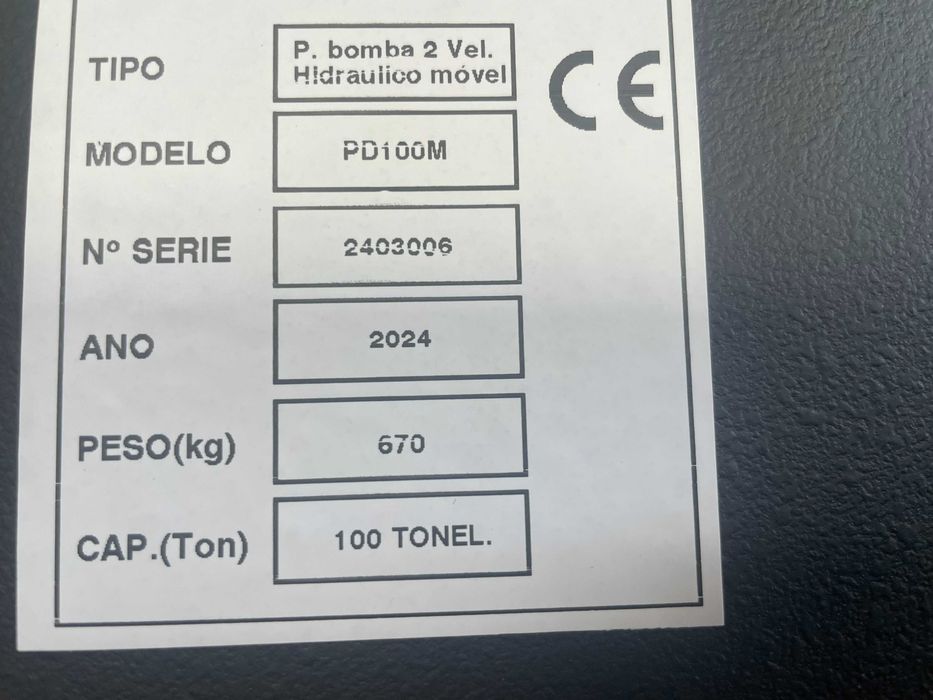 TIPO
P. bomba 2 Vel.
Hidraulico móvel
CE
MODELO
PD100M
Nº SERIE
2403006
ANO
2024
PESO(kg)
670
CAP.(Ton)
100 TONEL.